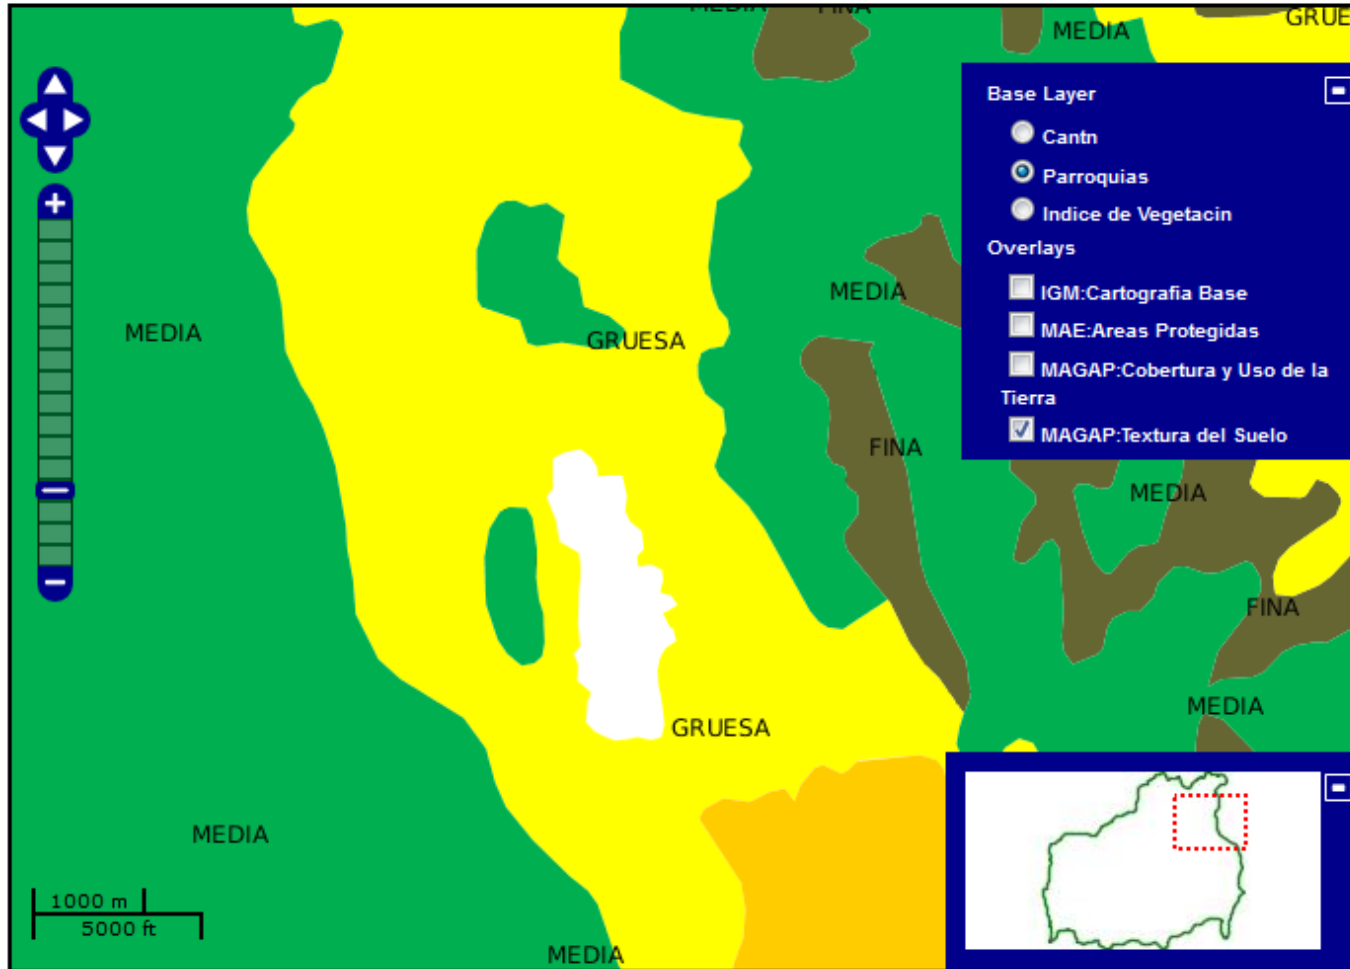 MEDIA
FINA
MEDIA
GRUE
Base Layer
Cantn
Parroquias
Indice de Vegetacin
Overlays
IGM:Cartografia Base
MAE:Areas Protegidas
MAGAP:Cobertura y Uso de la
Tierra
MAGAP:Textura del Suelo
MEDIA
MEDIA
GRUESA
FINA
MEDIA
FINA
MEDIA
GRUESA
MEDIA
1000 m
5000 ft
MEDIA